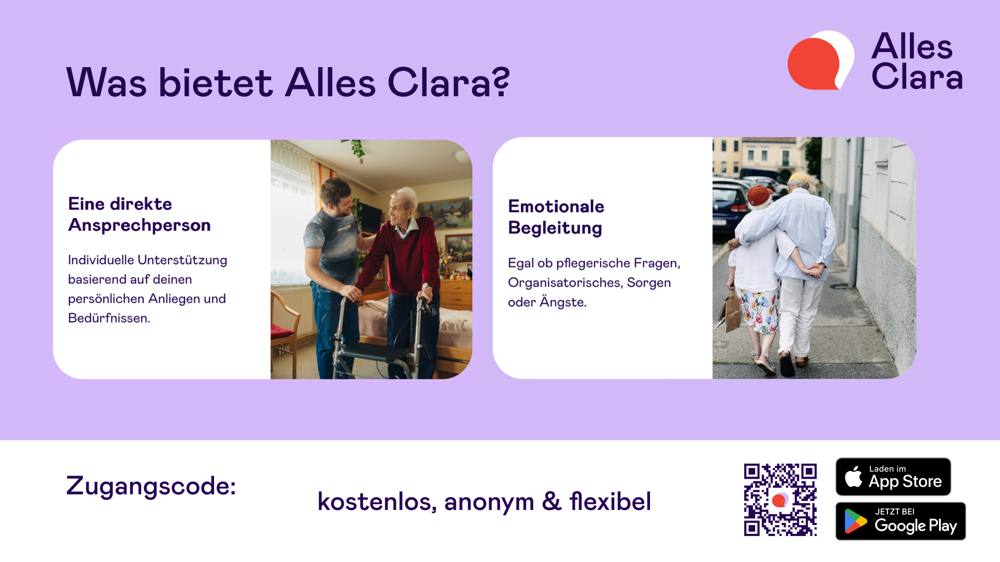 Alles
Clara
Was bietet Alles Clara?
Eine direkte
Ansprechperson
Individuelle Unterstützung
basierend auf deinen
persönlichen Anliegen und
Bedürfnissen.
Emotionale
Begleitung
Egal ob pflegerische Fragen,
Organisatorisches, Sorgen
oder Ängste.
Zugangscode:
kostenlos, anonym & flexibel
Laden im
App Store
JETZT BEI
Google Play